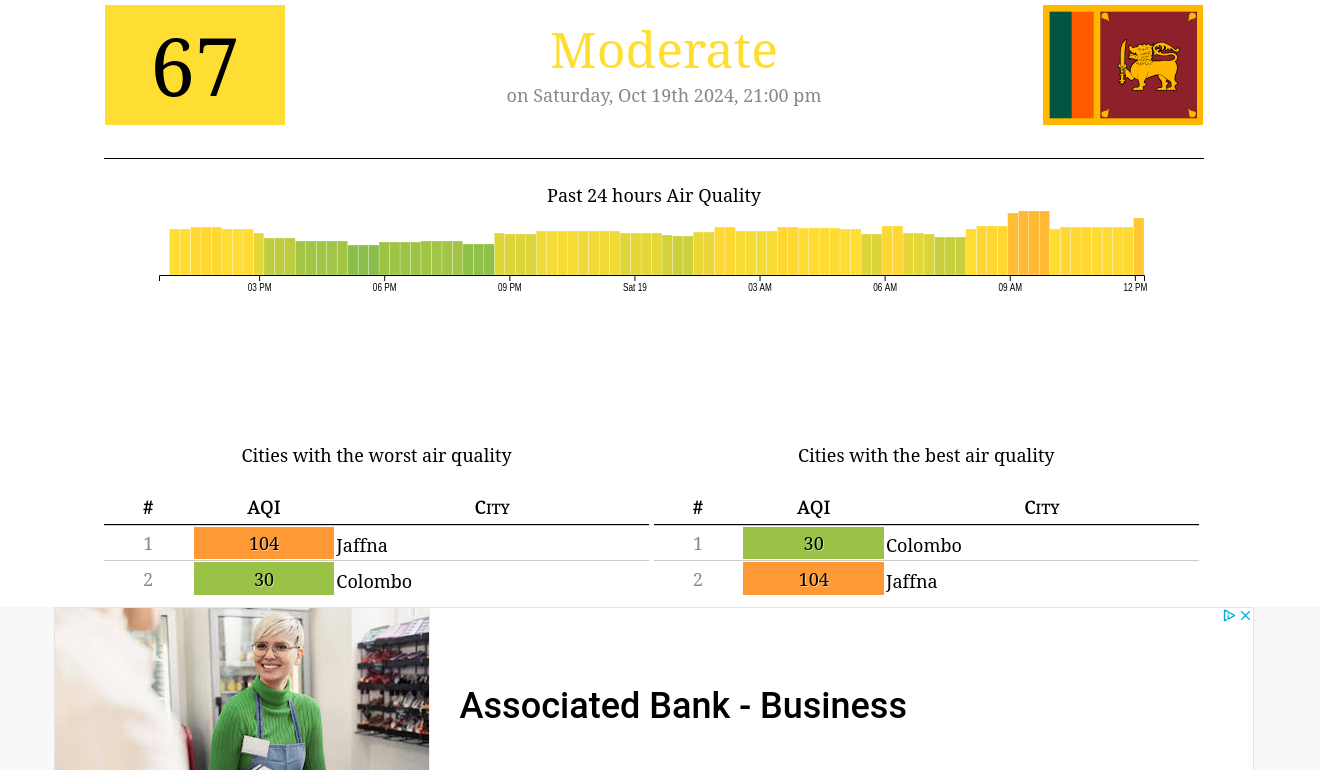 67
Moderate
on Saturday, Oct 19th 2024, 21:00 pm
Past 24 hours Air Quality
03 PM 06 PM 09 PM Sat 19 03 AM 06 AM 09 AM 12 PM
Cities with the worst air quality
# AQI City
1 104 Jaffna
2 30 Colombo
Cities with the best air quality
# AQI City
1 30 Colombo
2 104 Jaffna
Associated Bank - Business